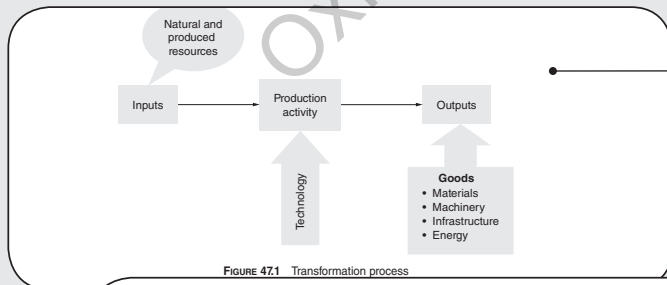 Natural and
produced
resources
Inputs
Production
activity
Outputs
Technology
Goods
• Materials
• Machinery
• Infrastructure
• Energy
FIGURE 47.1 Transformation process